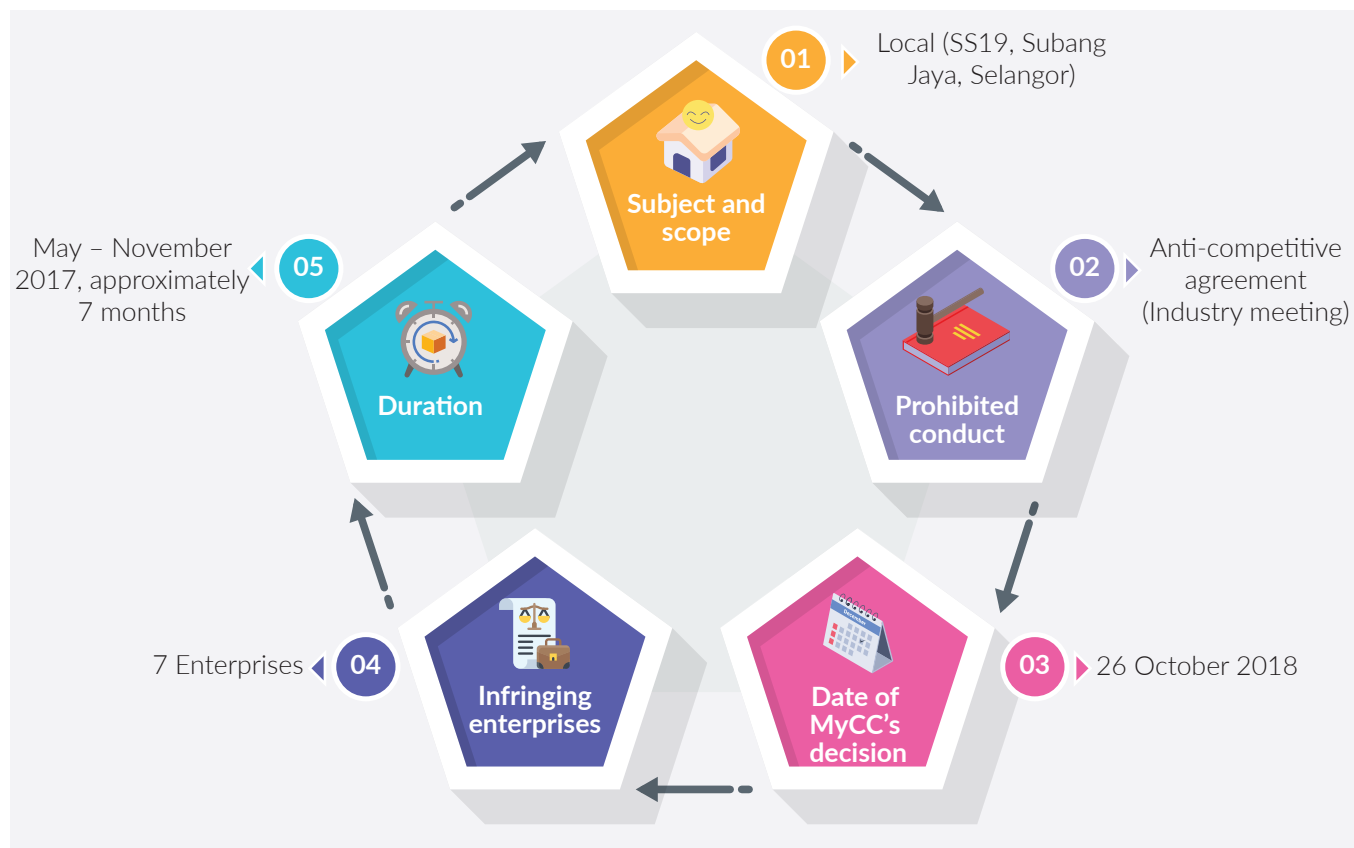 01
Local (SS19, Subang
Jaya, Selangor)
Subject and
scope
02
Anti-competitive
agreement
(Industry meeting)
Prohibited
conduct
03
26 October 2018
December
Date of
MyCC’s
decision
04
7 Enterprises
Infringing
enterprises
05
May – November
2017, approximately
7 months
Duration